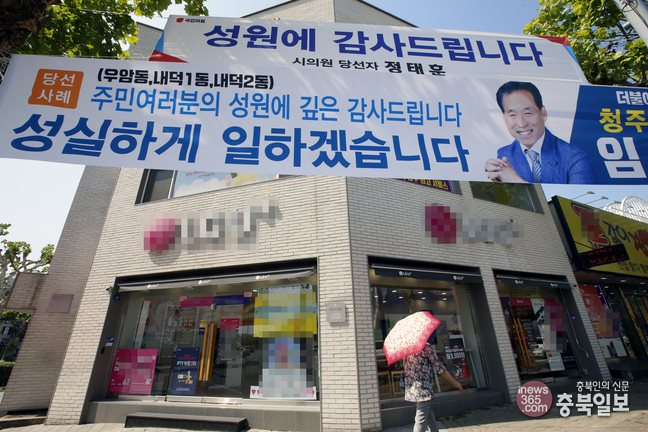 국민의힘
성원에 감사드립니다
시의원 당선자 정태훈
당선
사례
(우암동,내덕1동,내덕2동)
주민여러분의 성원에 깊은 감사드립니다
성실하게 일하겠습니다
청주
임
news
365.com
충북인의 신문
충북일보